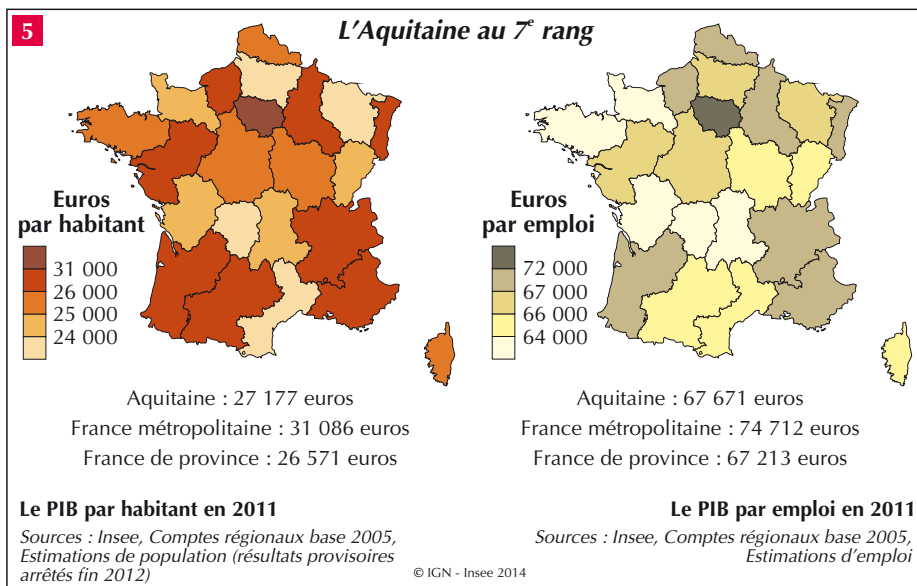 5
L'Aquitaine au 7e rang
Euros
par habitant
31 000
26 000
25 000
24 000
Aquitaine : 27 177 euros
France métropolitaine : 31 086 euros
France de province : 26 571 euros
Le PIB par habitant en 2011
Sources : Insee, Comptes régionaux base 2005,
Estimations de population (résultats provisoires
arrêtés fin 2012)
Euros
par emploi
72 000
67 000
66 000
64 000
Aquitaine : 67 671 euros
France métropolitaine : 74 712 euros
France de province : 67 213 euros
Le PIB par emploi en 2011
Sources : Insee, Comptes régionaux base 2005,
Estimations d'emploi
© IGN - Insee 2014